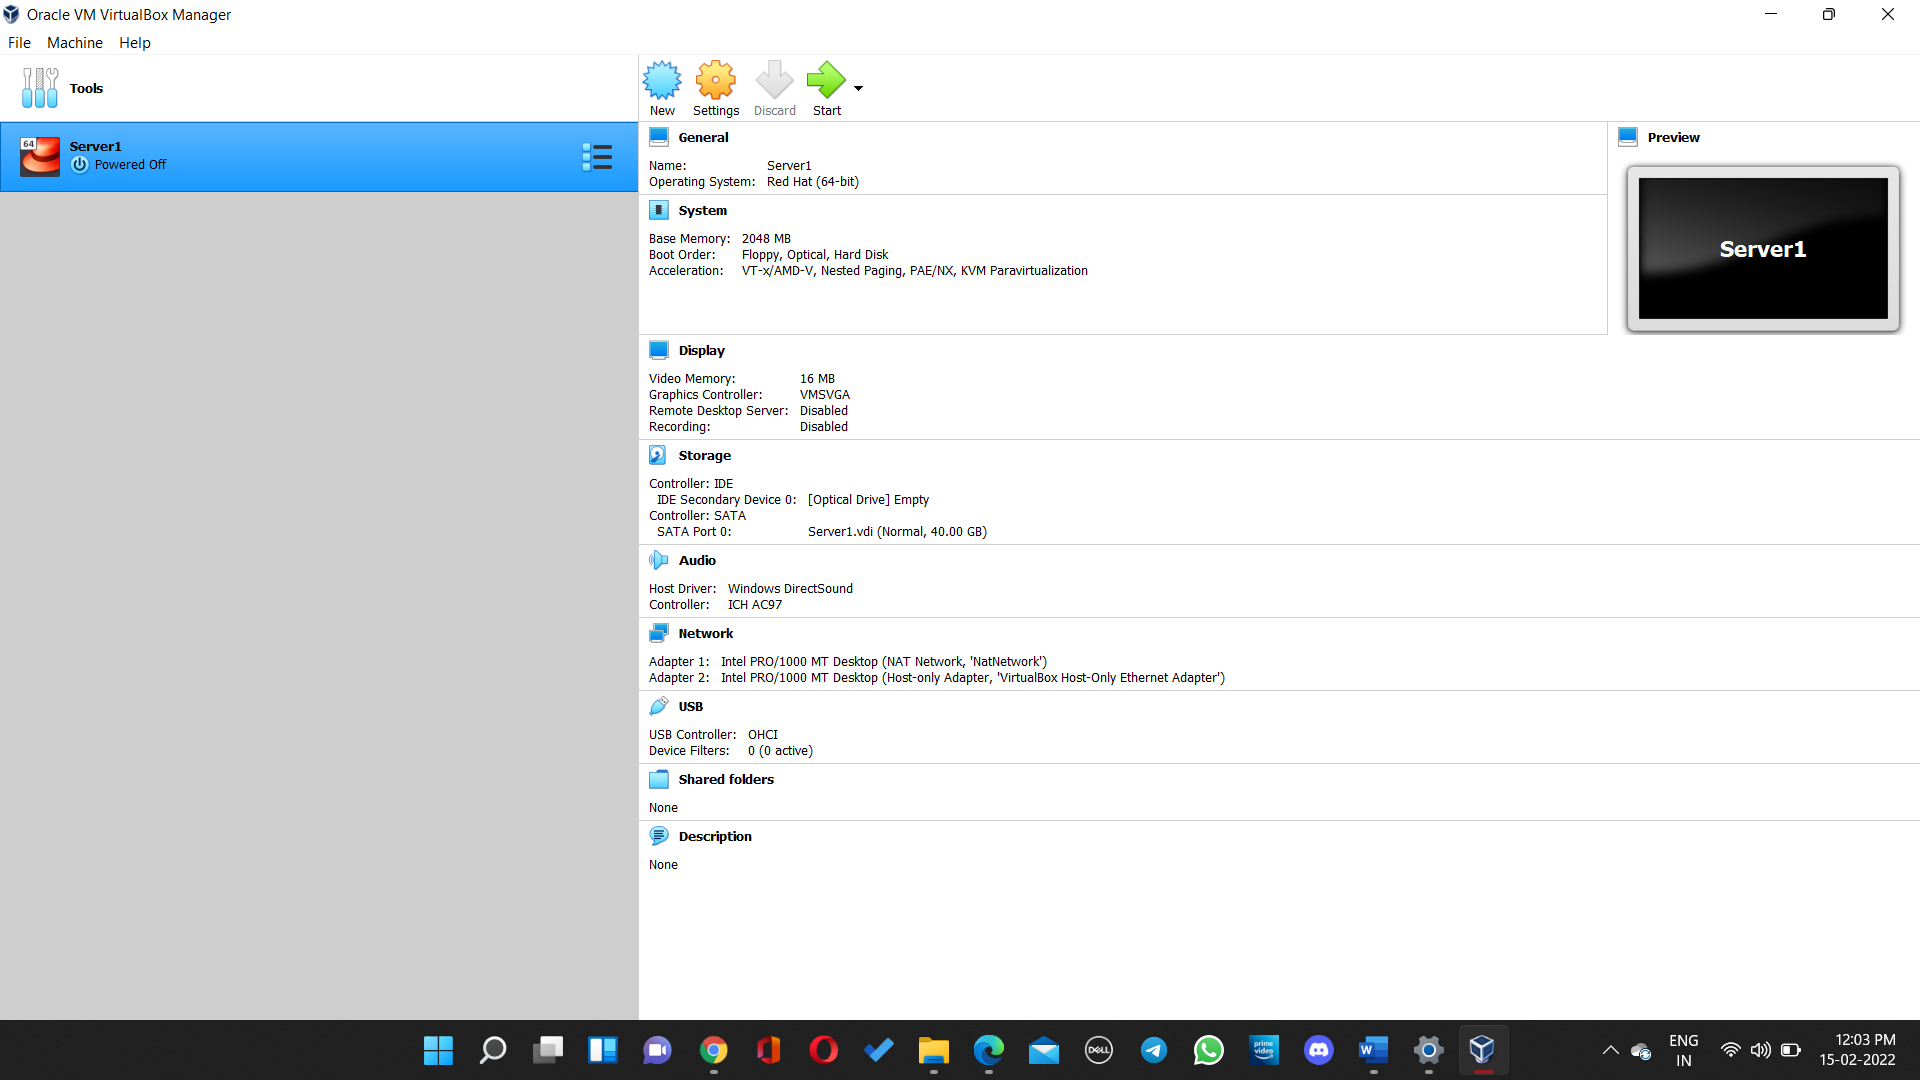 Oracle VM VirtualBox Manager
File Machine Help
Tools
New Settings Discard Start
64
Server1
Powered Off
General
Name: Server1
Operating System: Red Hat (64-bit)
Preview
Server1
System
Base Memory: 2048 MB
Boot Order: Floppy, Optical, Hard Disk
Acceleration: VT-x/AMD-V, Nested Paging, PAE/NX, KVM Paravirtualization
Display
Video Memory: 16 MB
Graphics Controller: VMSVGA
Remote Desktop Server: Disabled
Recording: Disabled
Storage
Controller: IDE
IDE Secondary Device 0: [Optical Drive] Empty
Controller: SATA
SATA Port 0: Server1.vdi (Normal, 40.00 GB)
Audio
Host Driver: Windows DirectSound
Controller: ICH AC97
Network
Adapter 1: Intel PRO/1000 MT Desktop (NAT Network, 'NatNetwork')
Adapter 2: Intel PRO/1000 MT Desktop (Host-only Adapter, 'VirtualBox Host-Only Ethernet Adapter')
USB
USB Controller: OHCI
Device Filters: 0 (0 active)
Shared folders
None
Description
None
DELL
prime video
W
ENG
IN
12:03 PM
15-02-2022